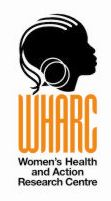 WHARC
Women's Health
and Action
Research Centre